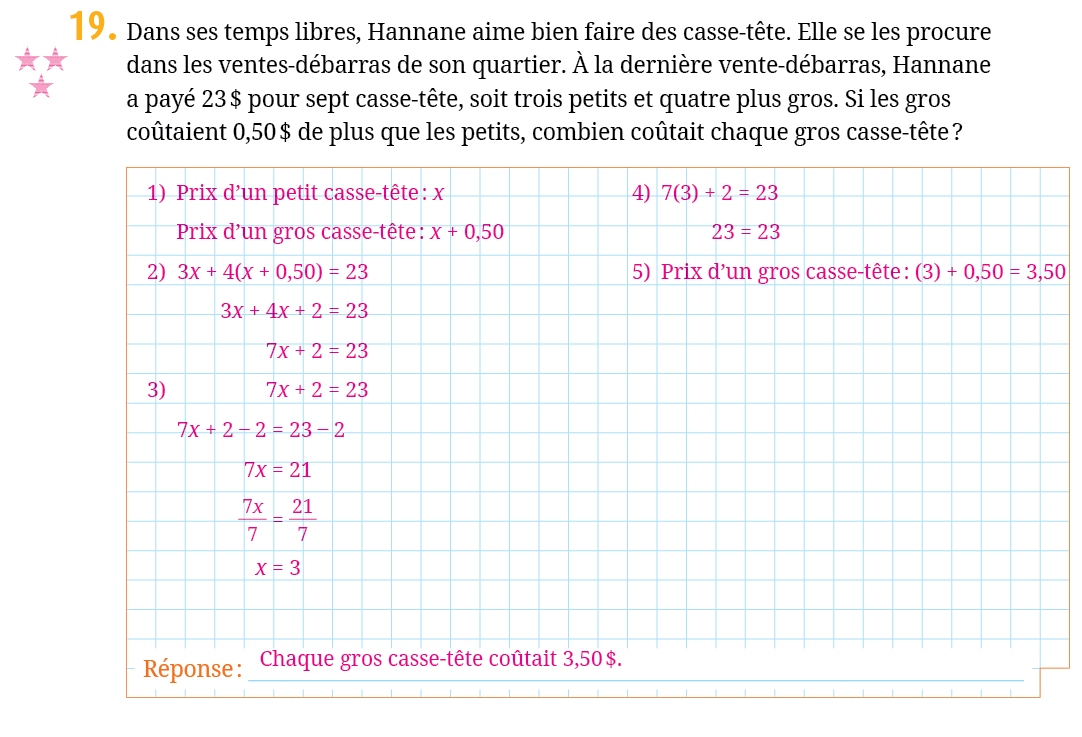 19. Dans ses temps libres, Hannane aime bien faire des casse-tête. Elle se les procure
dans les ventes-débarras de son quartier. À la dernière vente-débarras, Hannane
a payé 23 $ pour sept casse-tête, soit trois petits et quatre plus gros. Si les gros
coûtaient 0,50 $ de plus que les petits, combien coûtait chaque gros casse-tête ?
1) Prix d’un petit casse-tête : x
Prix d’un gros casse-tête : x + 0,50
2) 3x + 4(x + 0,50) = 23
3x + 4x + 2 = 23
7x + 2 = 23
3) 7x + 2 = 23
7x + 2 – 2 = 23 – 2
7x = 21
7x/7 = 21/7
x = 3
4) 7(3) + 2 = 23
23 = 23
5) Prix d’un gros casse-tête : (3) + 0,50 = 3,50
Réponse : Chaque gros casse-tête coûtait 3,50 $.